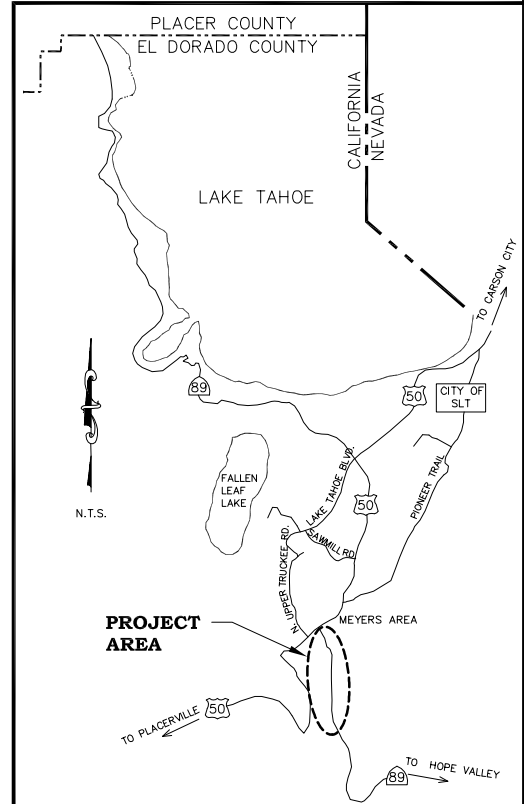 PLACER COUNTY
EL DORADO COUNTY
CALIFORNIA
NEVADA
LAKE TAHOE
TO CARSON CITY
89
50
CITY OF
SLT
FALLEN
LEAF
LAKE
LAKE TAHOE BLVD.
50
PIONEER TRAIL
N.T.S.
SAWMILL RD.
N. UPPER TRUCKEE RD.
PROJECT
AREA
MEYERS AREA
TO PLACERVILLE
50
TO HOPE VALLEY
89